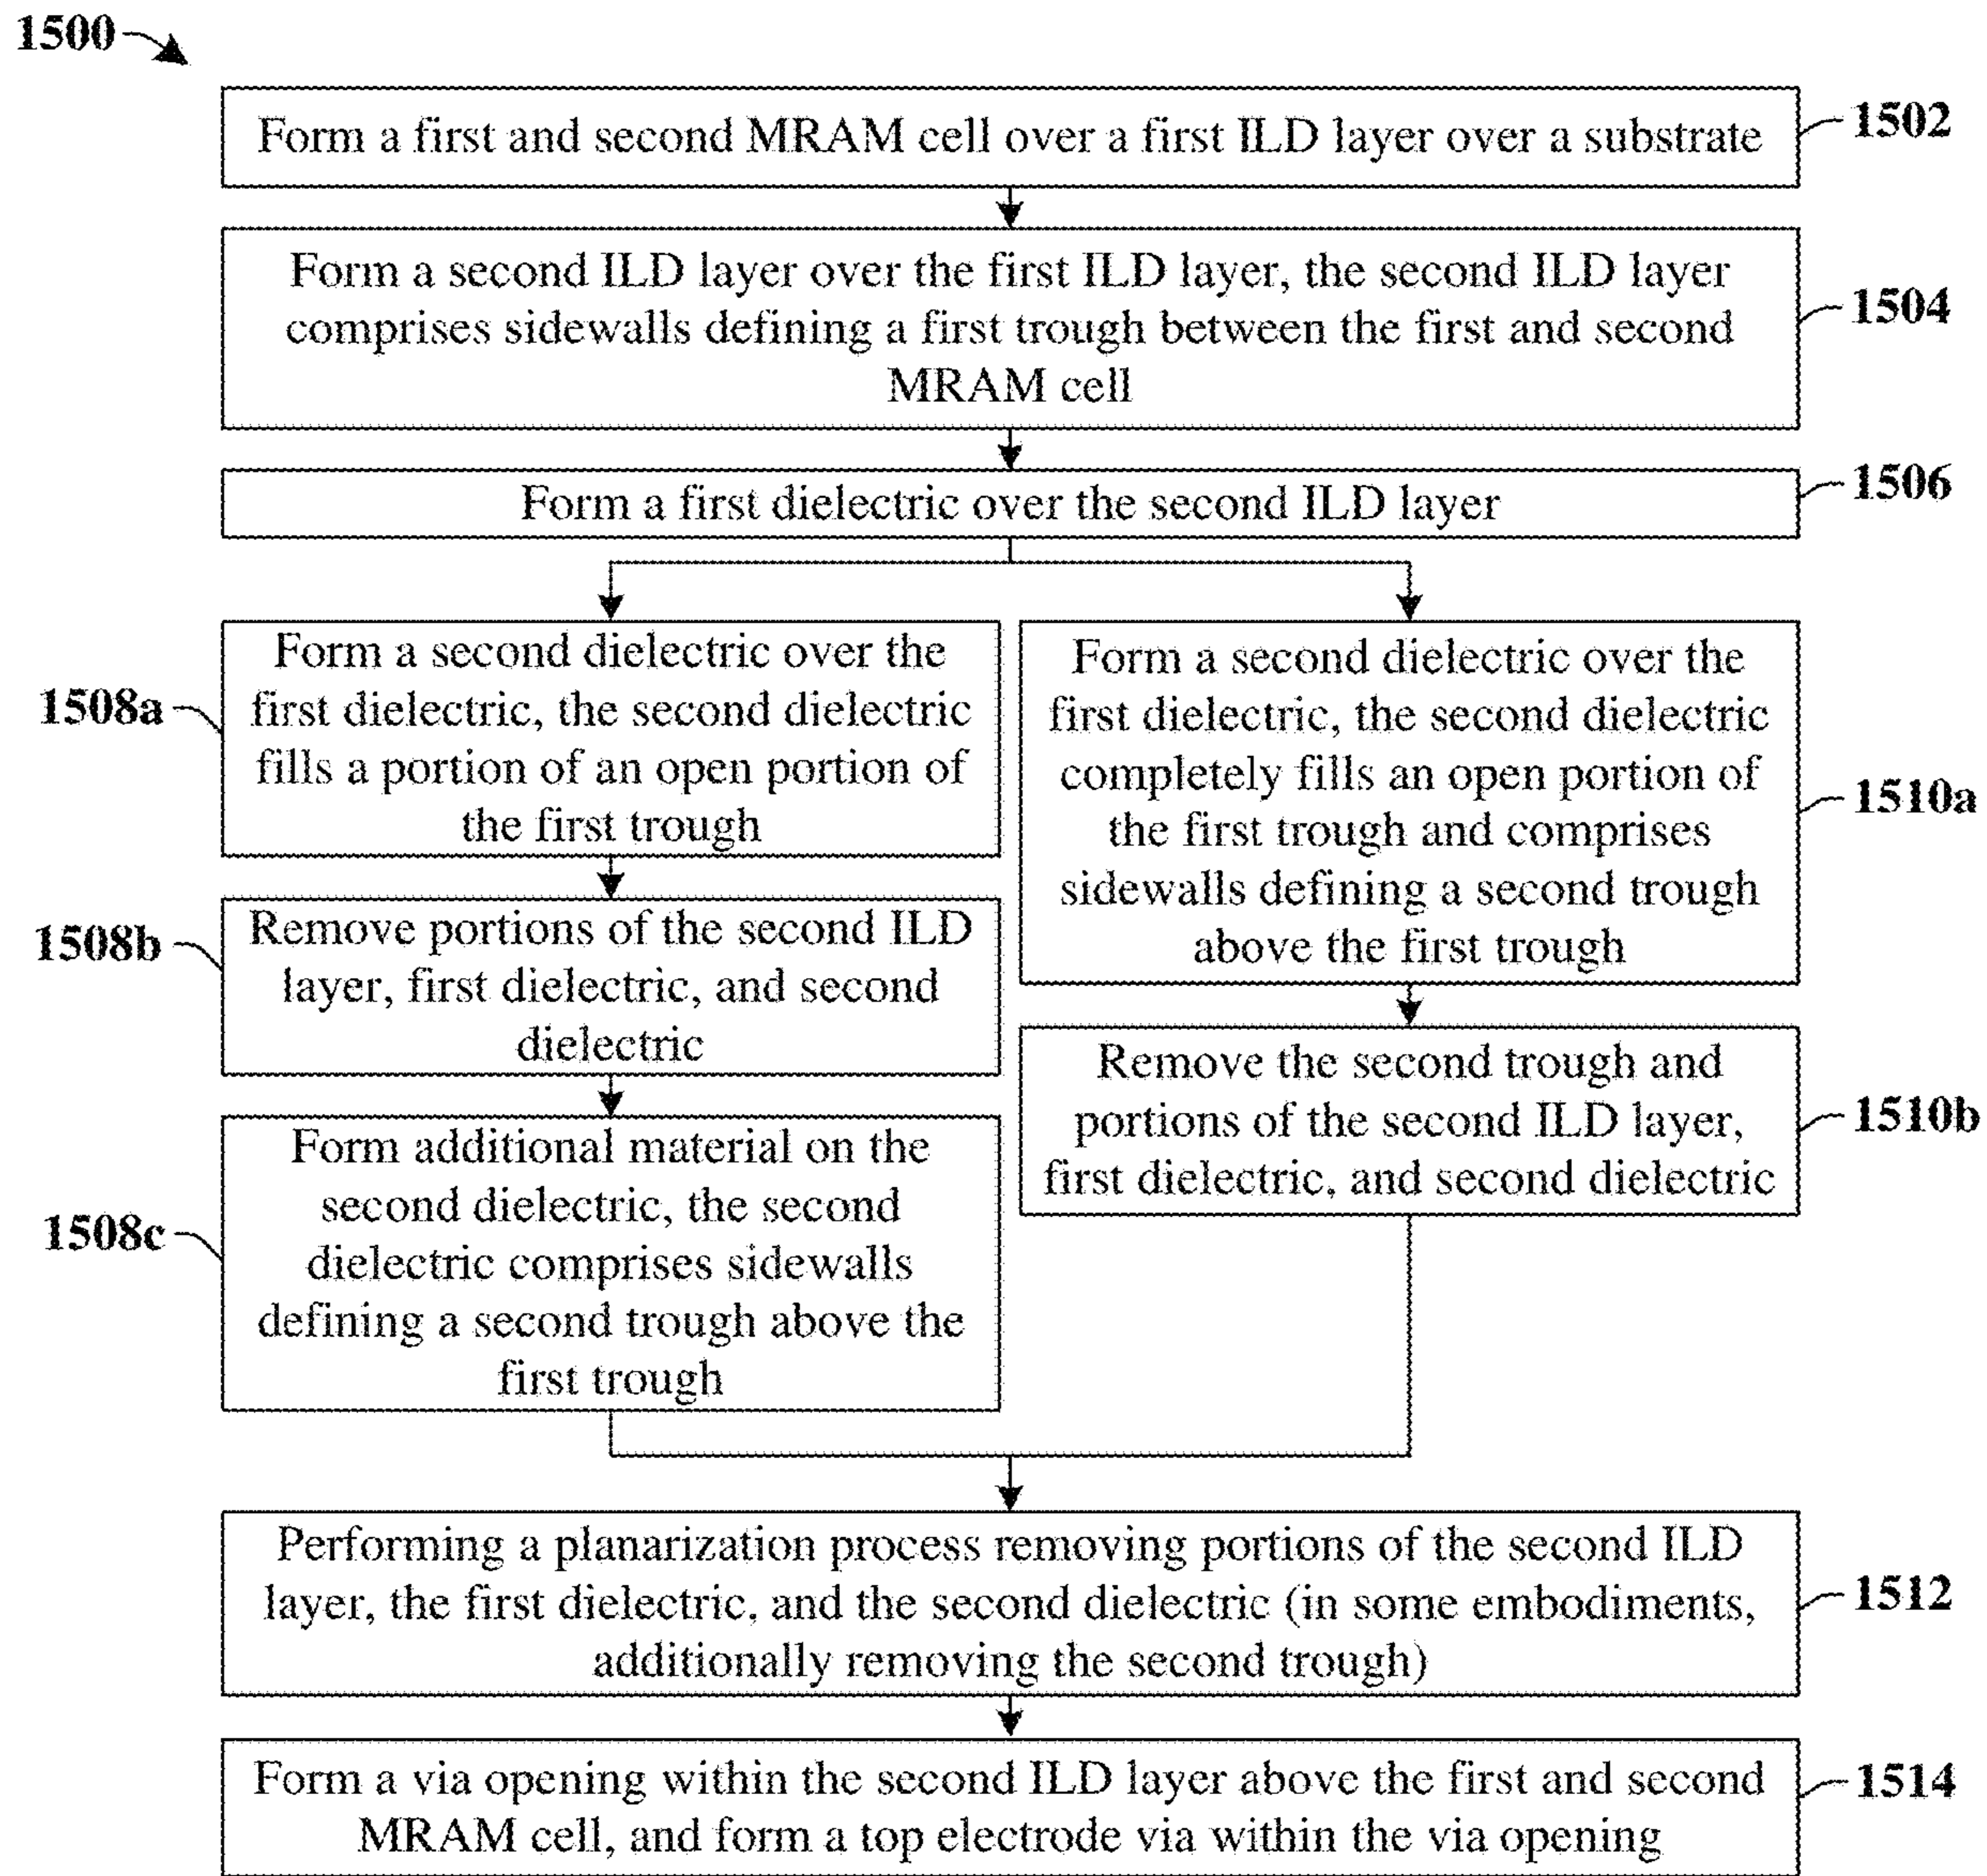 1500
Form a first and second MRAM cell over a first ILD layer over a substrate
1502
Form a second ILD layer over the first ILD layer, the second ILD layer
comprises sidewalls defining a first trough between the first and second
MRAM cell
1504
Form a first dielectric over the second ILD layer
1506
1508a
Form a second dielectric over the
first dielectric, the second dielectric
fills a portion of an open portion of
the first trough
1508b
Remove portions of the second ILD
layer, first dielectric, and second
dielectric
1508c
Form additional material on the
second dielectric, the second
dielectric comprises sidewalls
defining a second trough above the
first trough
Form a second dielectric over the
first dielectric, the second dielectric
completely fills an open portion of
the first trough and comprises
sidewalls defining a second trough
above the first trough
1510a
Remove the second trough and
portions of the second ILD layer,
first dielectric, and second dielectric
1510b
Performing a planarization process removing portions of the second ILD
layer, the first dielectric, and the second dielectric (in some embodiments,
additionally removing the second trough)
1512
Form a via opening within the second ILD layer above the first and second
MRAM cell, and form a top electrode via within the via opening
1514